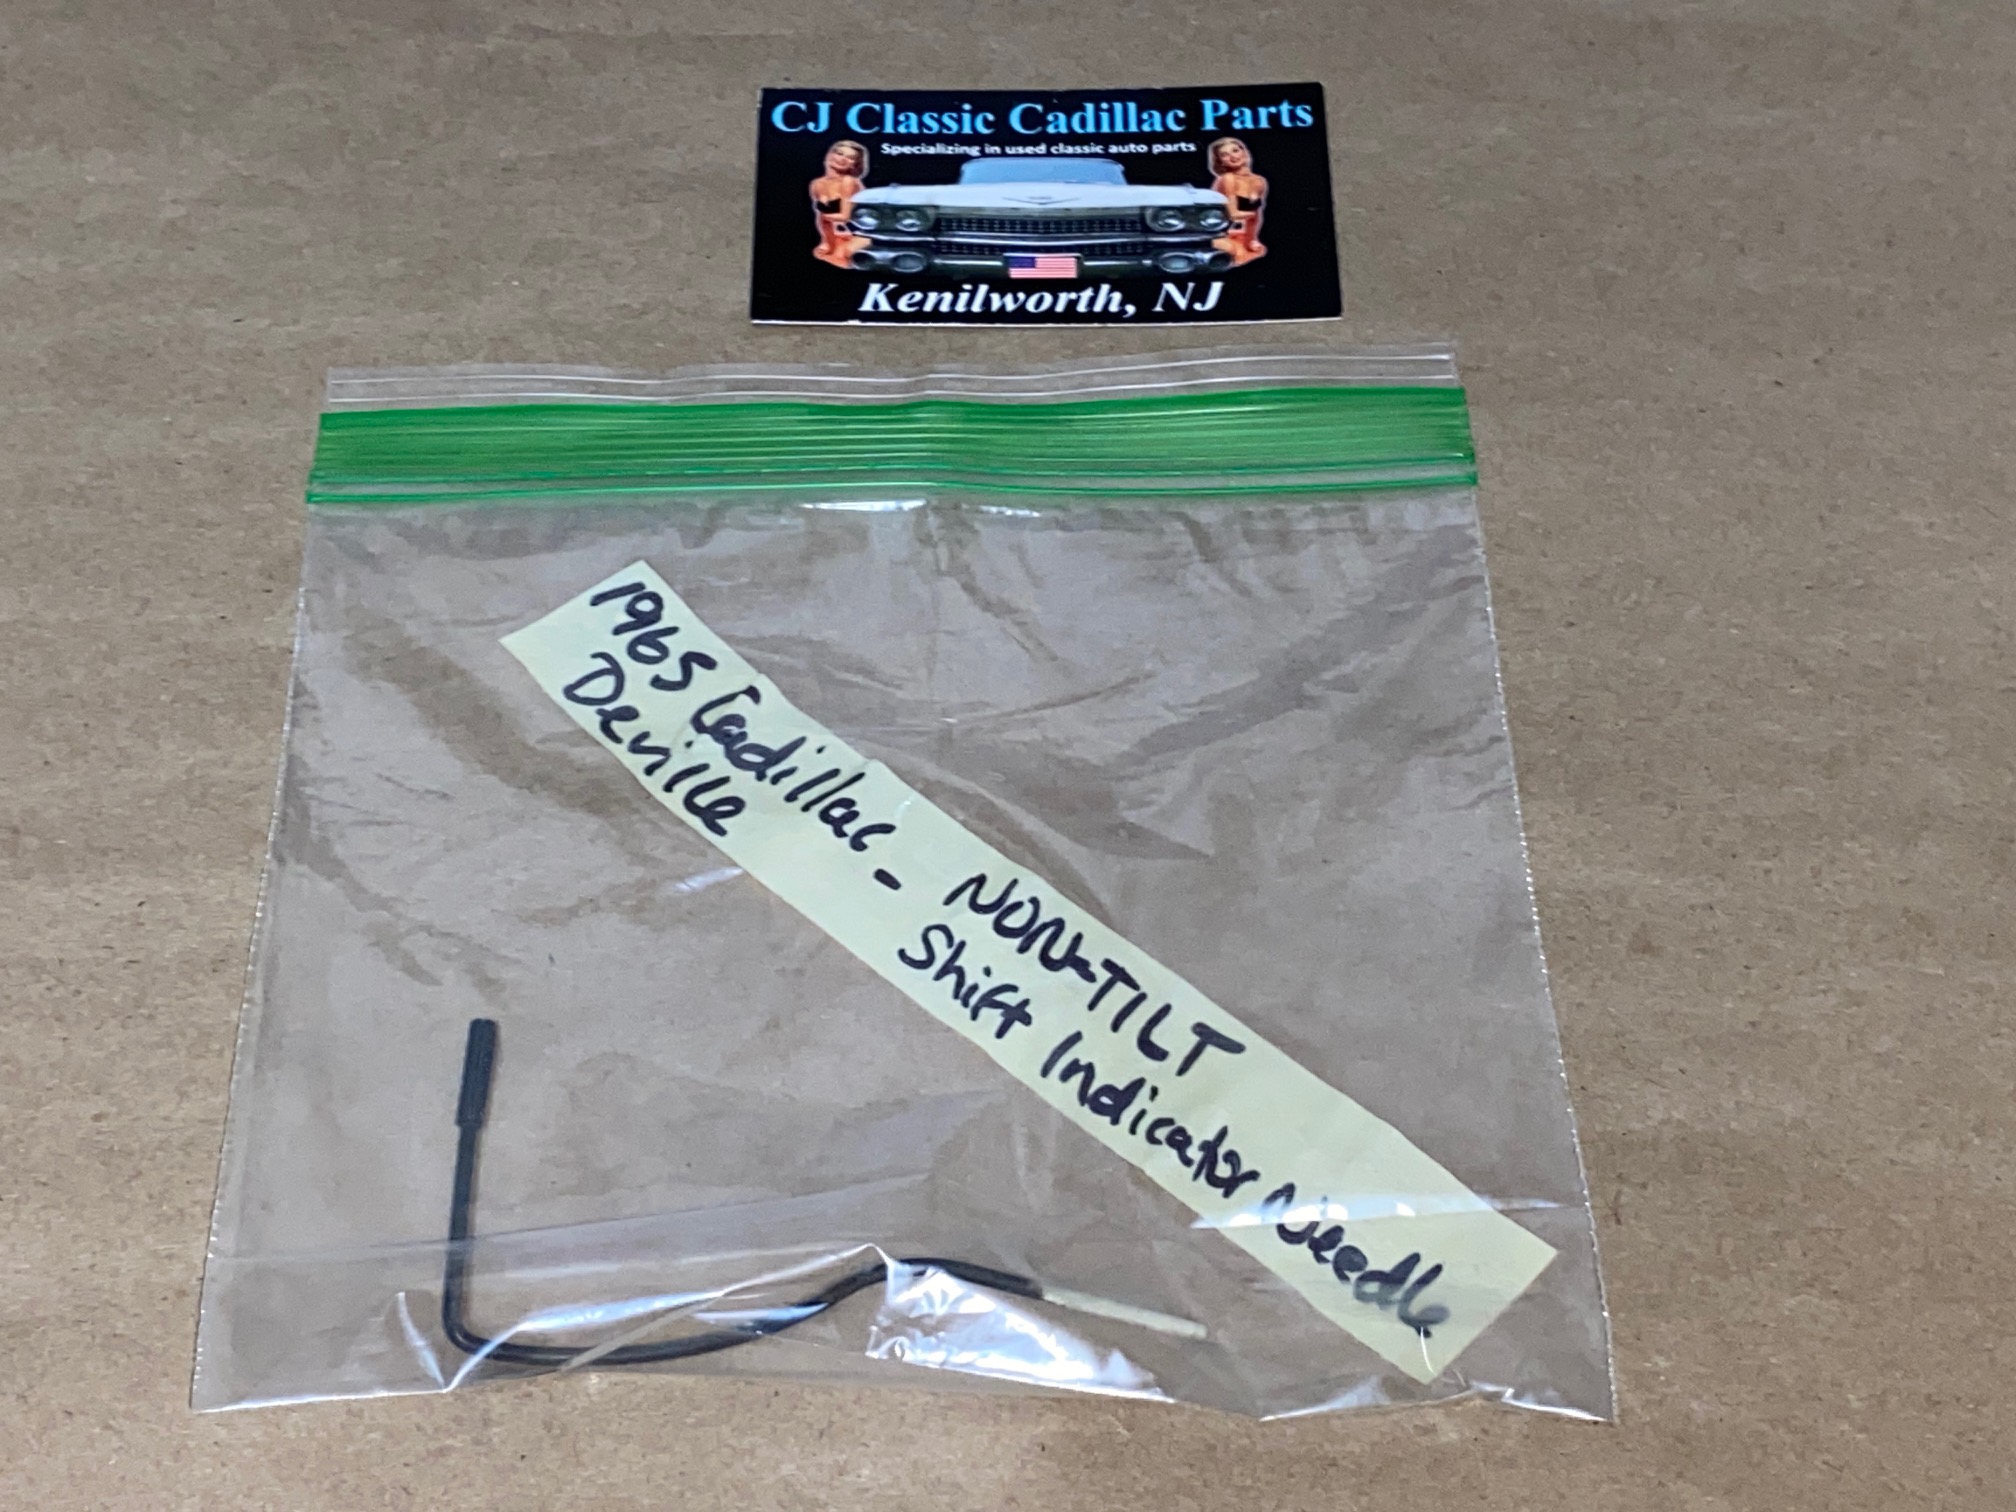 CJ Classic Cadillac Parts
Specializing in used classic auto parts
Kenilworth, NJ
1965 Cadillac - NON-TILT
Deville Shift Indicator Needle